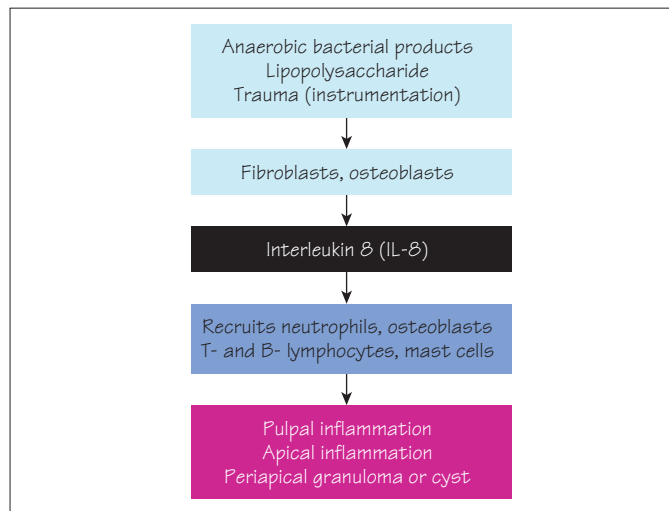 Anaerobic bacterial products
Lipopolysaccharide
Trauma (instrumentation)
Fibroblasts, osteoblasts
Interleukin 8 (IL-8)
Recruits neutrophils, osteoblasts
T- and B- lymphocytes, mast cells
Pulpal inflammation
Apical inflammation
Periapical granuloma or cyst